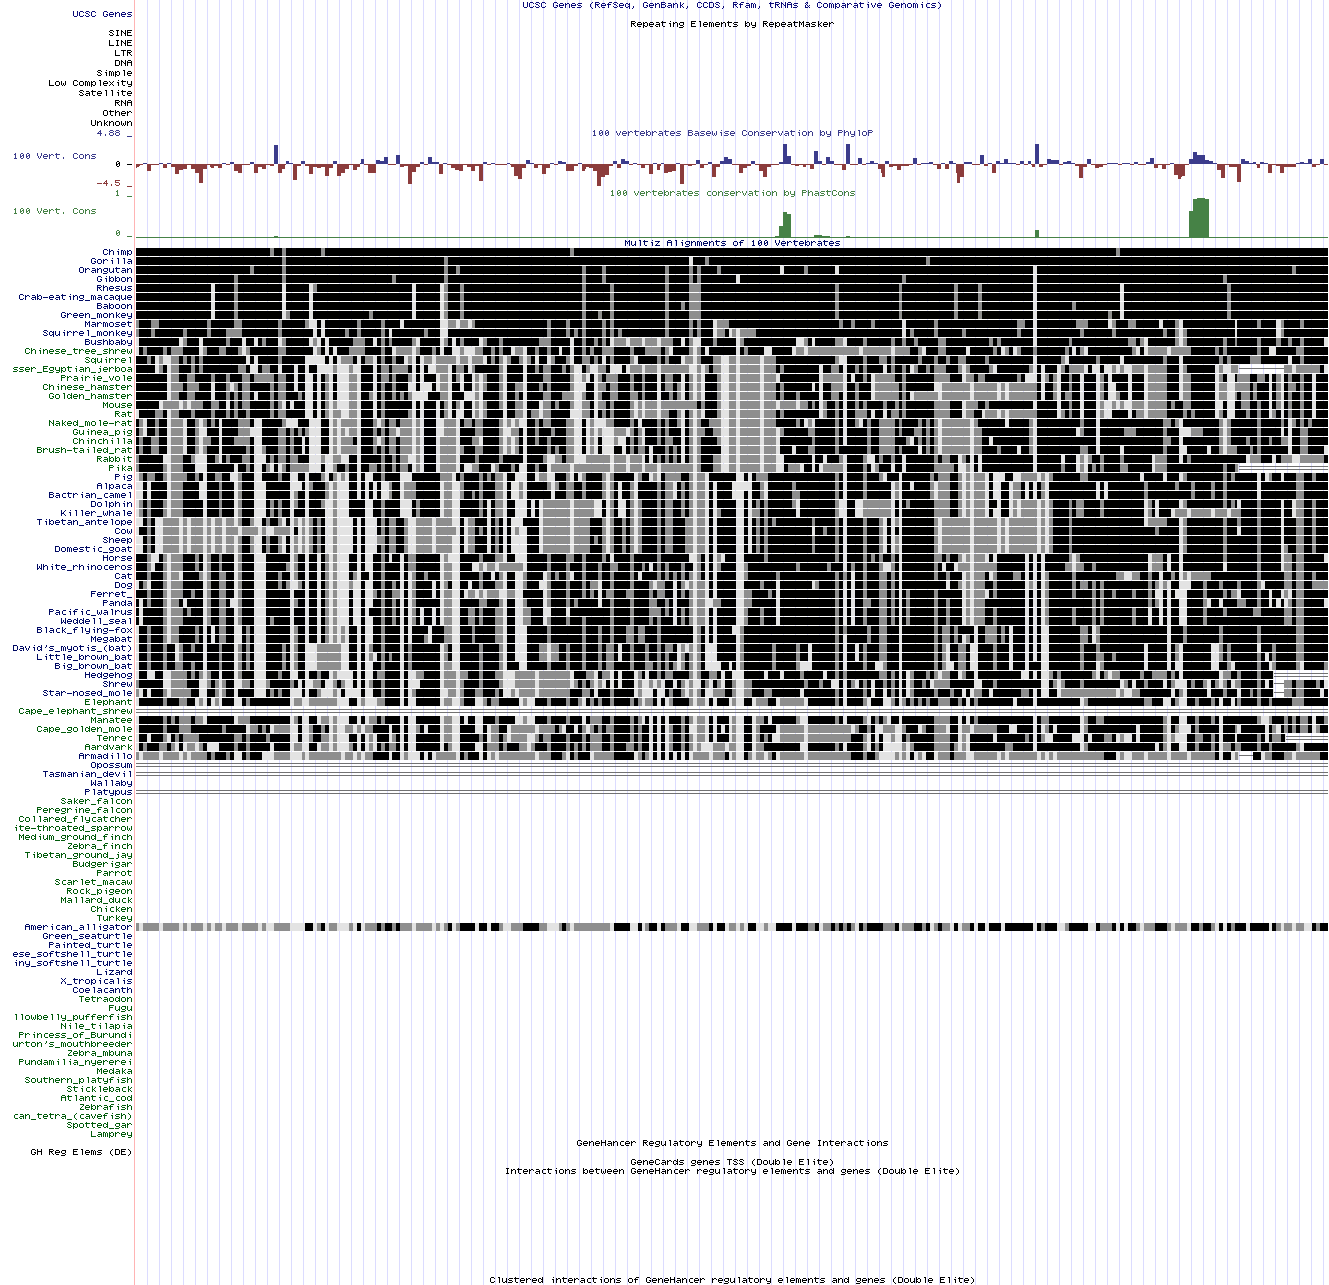 UCSC Genes (RefSeq, GenBank, CCDS, Rfam, tRNAs & Comparative Genomics)
UCSC Genes
Repeating Elements by RepeatMasker
SINE
LINE
LTR
DNA
Simple
Low Complexity
Satellite
RNA
Other
Unknown
4.88 _
100 vertebrates Basewise Conservation by PhyloP
100 Vert. Cons
0 -
-4.5 _
100 vertebrates conservation by PhastCons
1 _
100 Vert. Cons
0 _
Multiz Alignments of 100 Vertebrates
Chimp
Gorilla
Orangutan
Gibbon
Rhesus
Crab-eating_macaque
Baboon
Green_monkey
Marmoset
Squirrel_monkey
Bushbaby
Chinese_tree_shrew
Squirrel
sser_Egyptian_jerboa
Prairie_vole
Chinese_hamster
Golden_hamster
Mouse
Rat
Naked_mole-rat
Guinea_pig
Chinchilla
Brush-tailed_rat
Rabbit
Pika
Pig
Alpaca
Bactrian_camel
Dolphin
Killer_whale
Tibetan_antelope
Cow
Sheep
Domestic_goat
Horse
White_rhinoceros
Cat
Dog
Ferret_
Panda
Pacific_walrus
Weddell_seal
Black_flying-fox
Megabat
David's_myotis_(bat)
Little_brown_bat
Big_brown_bat
Hedgehog
Shrew
Star-nosed_mole
Elephant
Cape_elephant_shrew
Manatee
Cape_golden_mole
Tenrec
Aardvark
Armadillo
Opossum
Tasmanian_devil
Wallaby
Platypus
Saker_falcon
Peregrine_falcon
Collared_flycatcher
ite-throated_sparrow
Medium_ground_finch
Zebra_finch
Tibetan_ground_jay
Budgerigar
Parrot
Scarlet_macaw
Rock_pigeon
Mallard_duck
Chicken
Turkey
American_alligator
Green_seaturtle
Painted_turtle
ese_softshell_turtle
iny_softshell_turtle
Lizard
X_tropicalis
Coelacanth
Tetraodon
Fugu
llowbelly_pufferfish
Nile_tilapia
Princess_of_Burundi
urton's_mouthbreeder
Zebra_mbuna
Pundamilia_nyererei
Medaka
Southern_platyfish
Stickleback
Atlantic_cod
Zebrafish
can_tetra_(cavefish)
Spotted_gar
Lamprey
GeneHancer Regulatory Elements and Gene Interactions
GH Reg Elems (DE)
GeneCards genes TSS (Double Elite)
Interactions between GeneHancer regulatory elements and genes (Double Elite)
Clustered interactions of GeneHancer regulatory elements and genes (Double Elite)